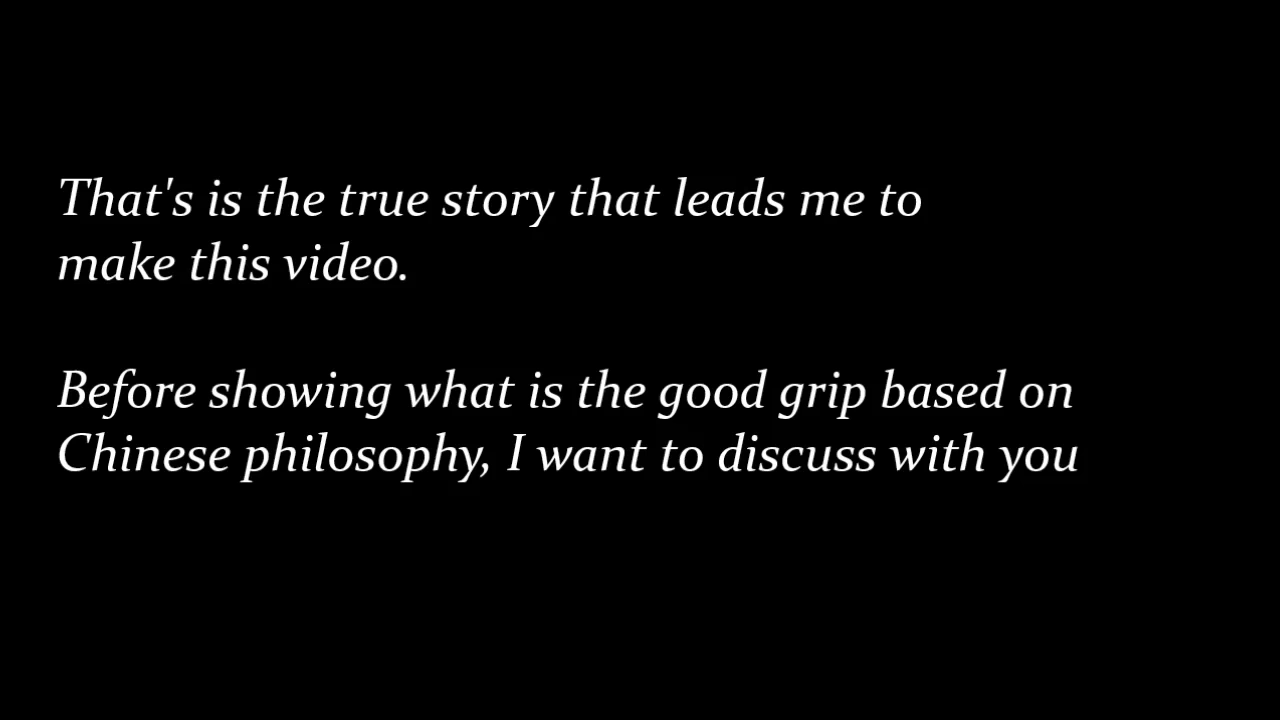 That's is the true story that leads me to
make this video.
Before showing what is the good grip based on
Chinese philosophy, I want to discuss with you